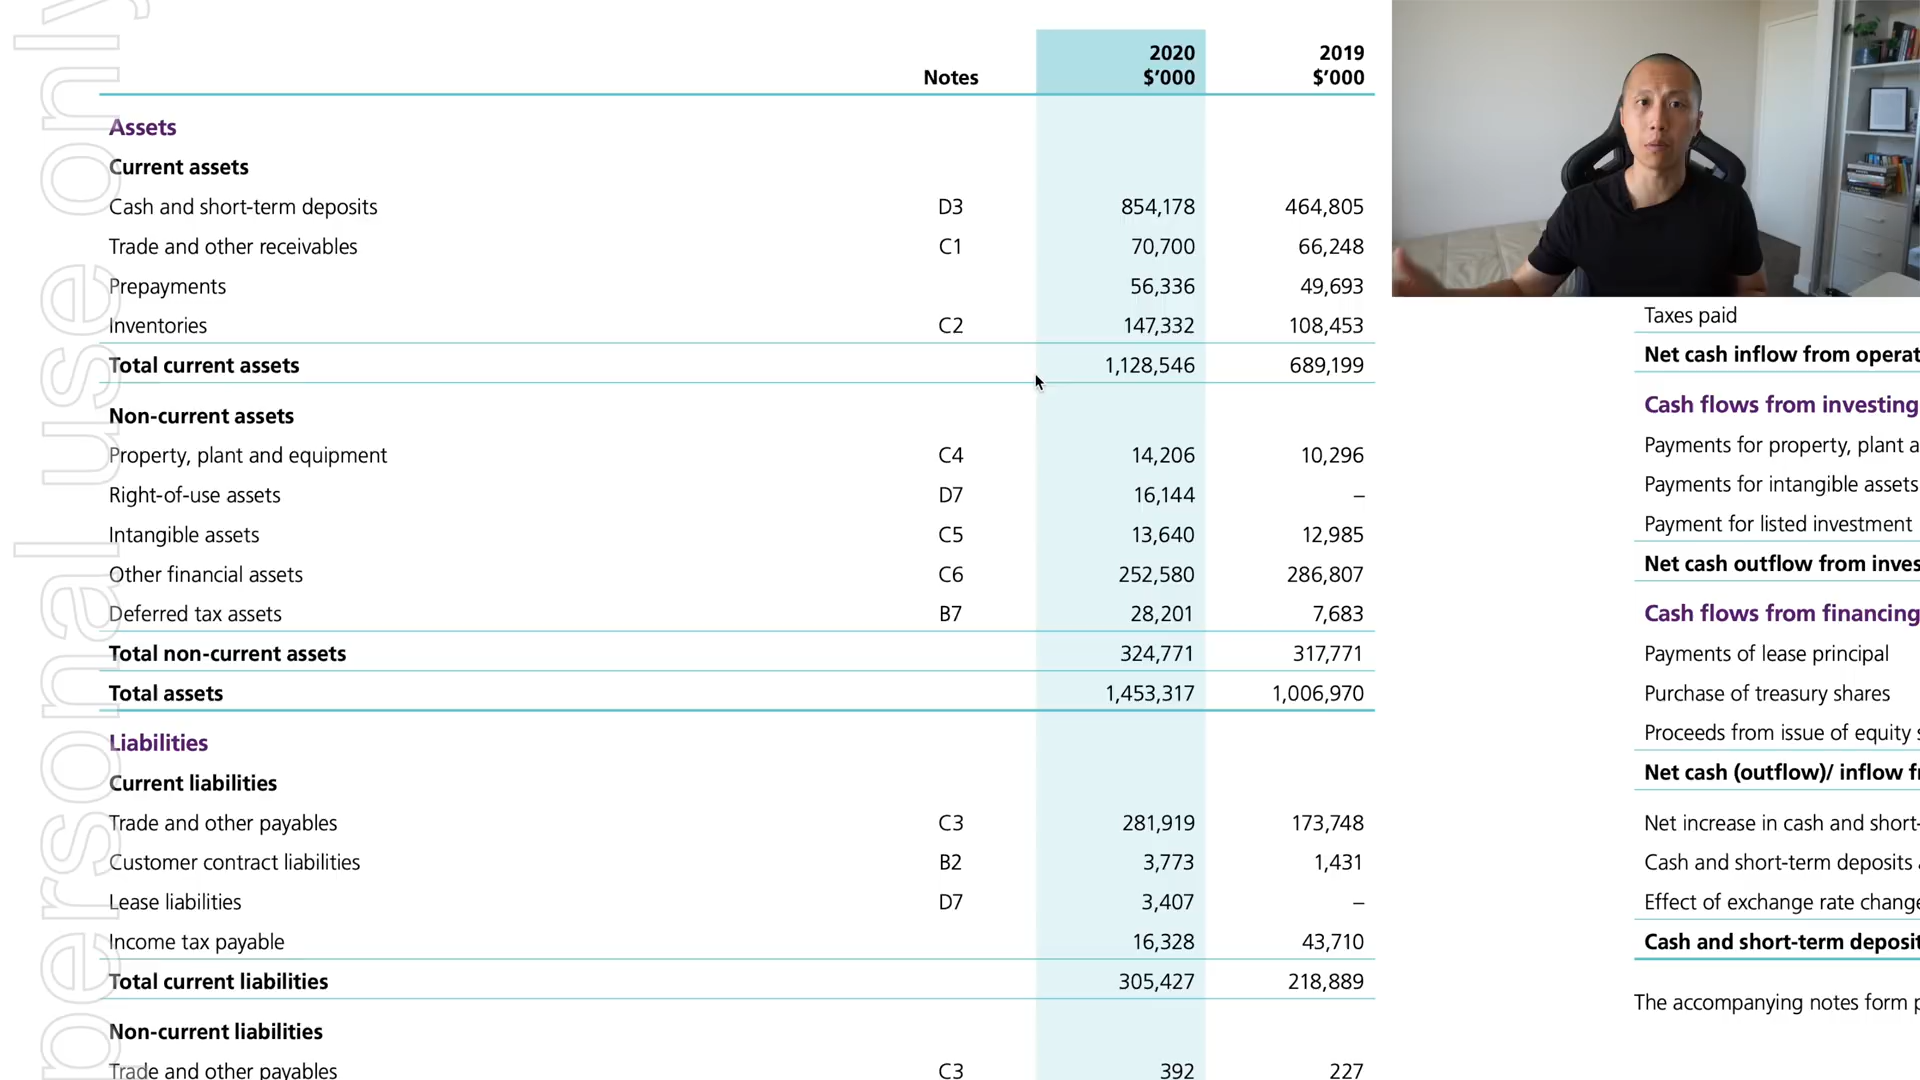 personal use only
Notes 2020 $'000 2019 $'000
Assets
Current assets
Cash and short-term deposits D3 854,178 464,805
Trade and other receivables C1 70,700 66,248
Prepayments 56,336 49,693
Inventories C2 147,332 108,453
Total current assets 1,128,546 689,199
Non-current assets
Property, plant and equipment C4 14,206 10,296
Right-of-use assets D7 16,144 –
Intangible assets C5 13,640 12,985
Other financial assets C6 252,580 286,807
Deferred tax assets B7 28,201 7,683
Total non-current assets 324,771 317,771
Total assets 1,453,317 1,006,970
Liabilities
Current liabilities
Trade and other payables C3 281,919 173,748
Customer contract liabilities B2 3,773 1,431
Lease liabilities D7 3,407 –
Income tax payable 16,328 43,710
Total current liabilities 305,427 218,889
Non-current liabilities
Trade and other payables C3 392 227
Taxes paid
Net cash inflow from operat
Cash flows from investing
Payments for property, plant a
Payments for intangible assets
Payment for listed investment
Net cash outflow from inves
Cash flows from financing
Payments of lease principal
Purchase of treasury shares
Proceeds from issue of equity s
Net cash (outflow)/ inflow fr
Net increase in cash and short-
Cash and short-term deposits a
Effect of exchange rate change
Cash and short-term deposit
The accompanying notes form p